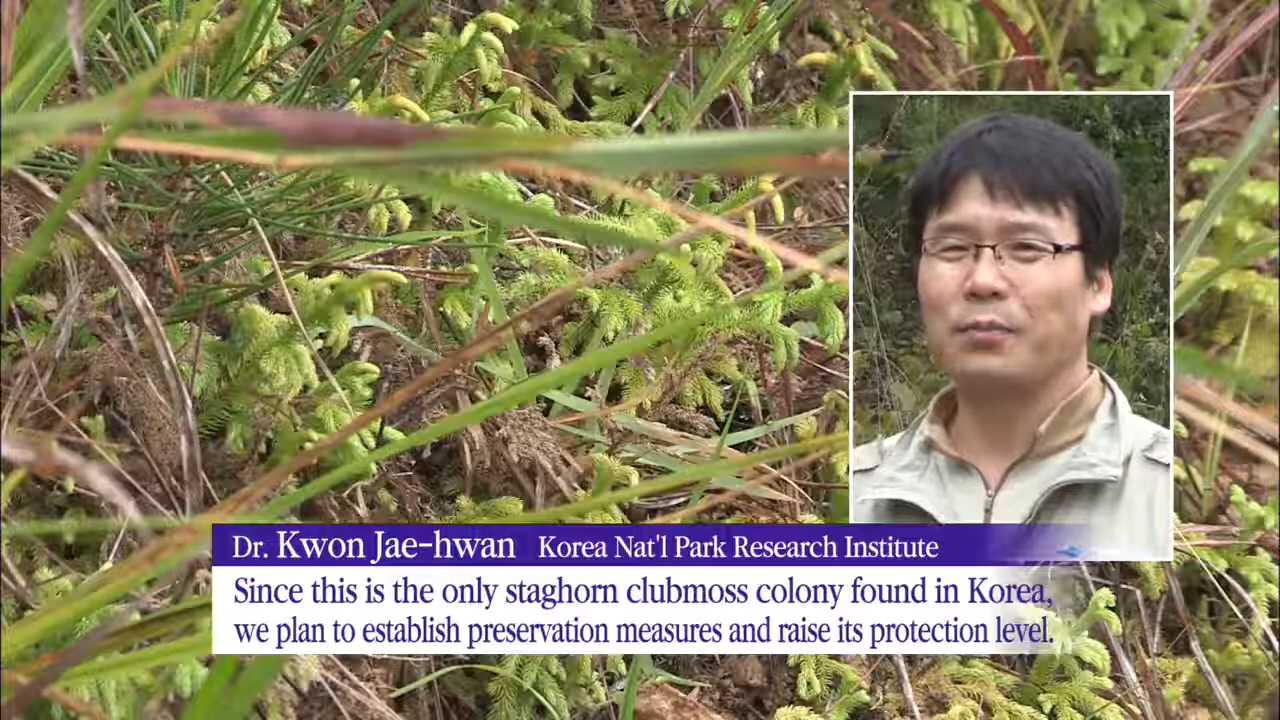 Dr. Kwon Jae-hwan Korea Nat'l Park Research Institute
Since this is the only staghorn clubmoss colony found in Korea,
we plan to establish preservation measures and raise its protection level.